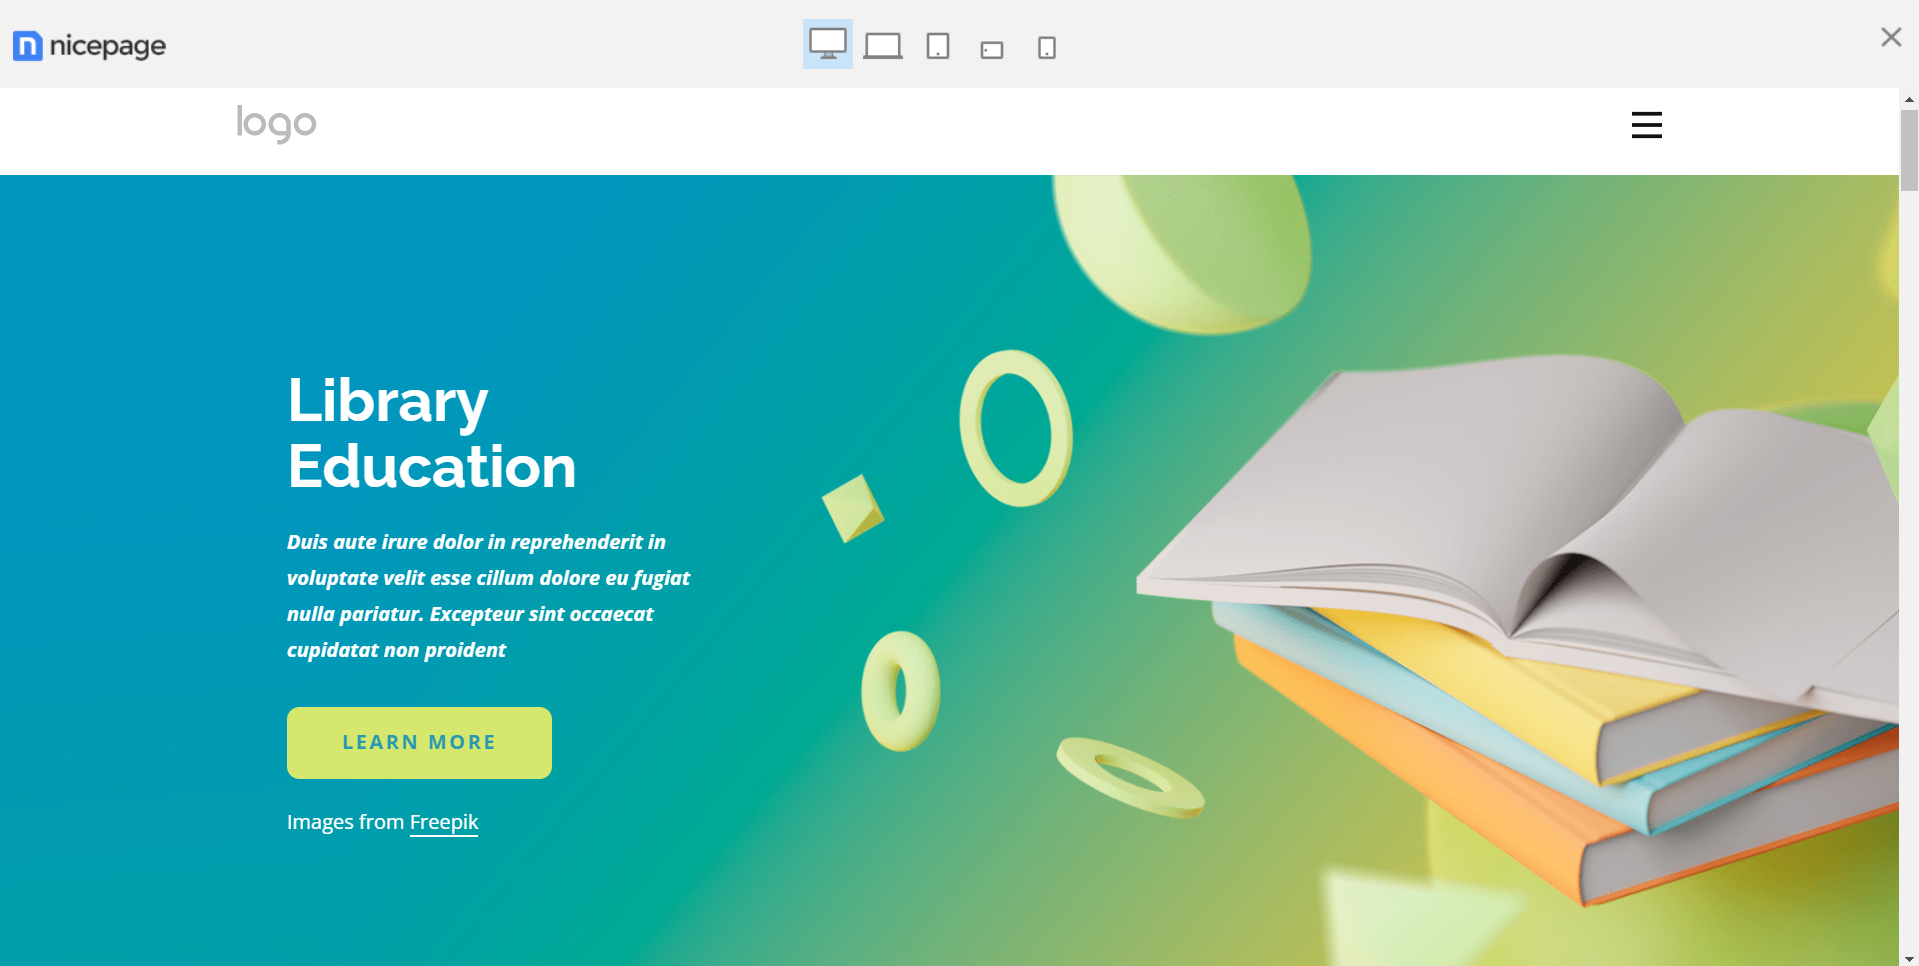 nicepage
logo
Library
Education
Duis aute irure dolor in reprehenderit in
voluptate velit esse cillum dolore eu fugiat
nulla pariatur. Excepteur sint occaecat
cupidatat non proident
LEARN MORE
Images from Freepik